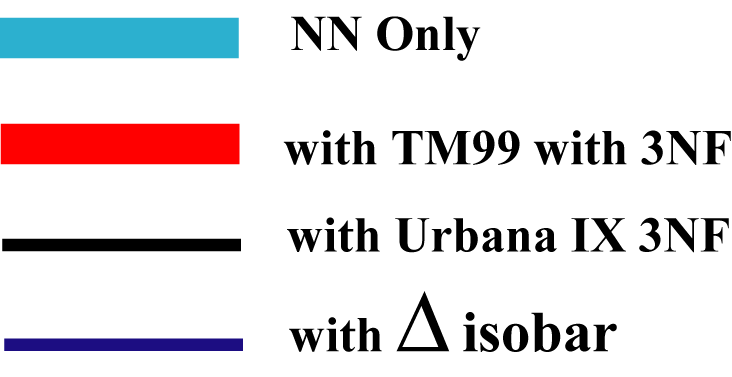 NN Only
with TM99 with 3NF
with Urbana IX 3NF
with Δ isobar